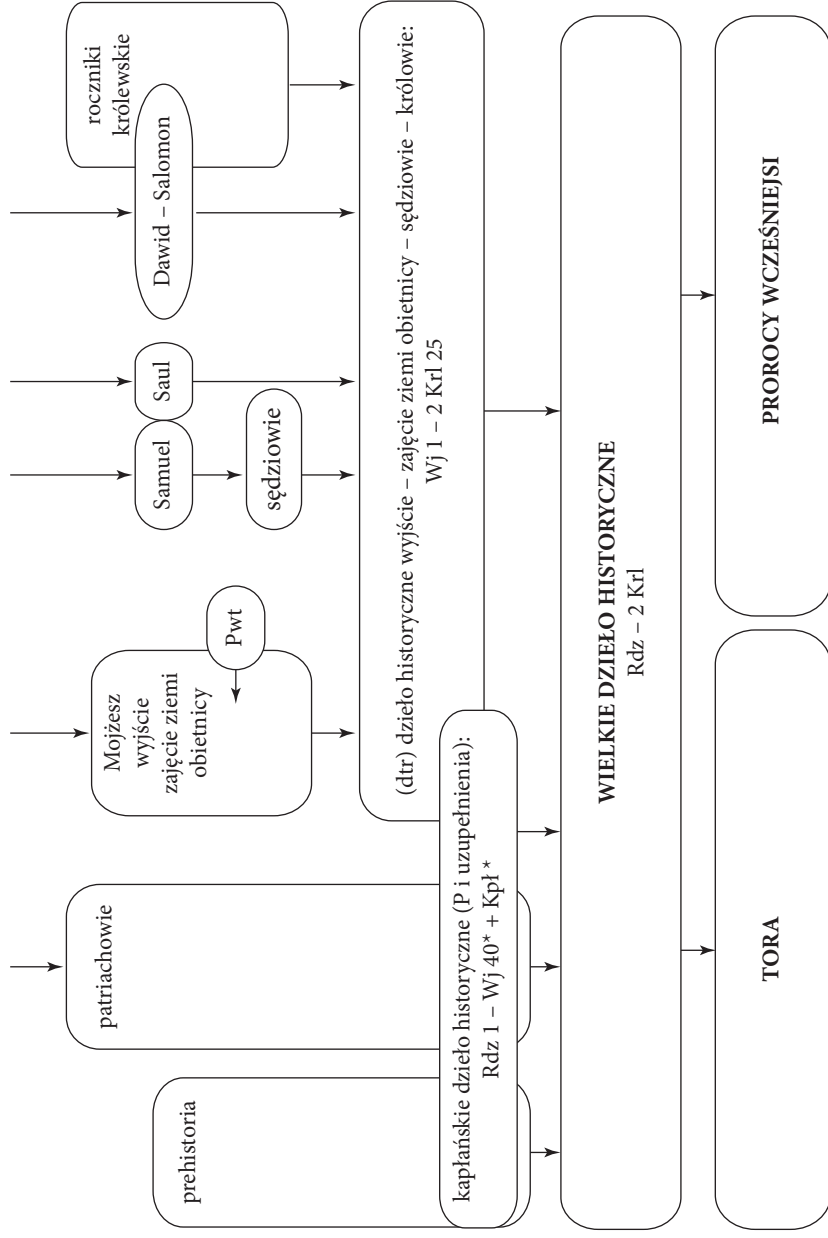 prehistoria
patriachowie
Mojżesz
wyjście
zajęcie ziemi
obietnicy
Pwt
Samuel
Saul
sędziowie
Dawid – Salomon
roczniki
królewskie
(dtr) dzieło historyczne wyjście – zajęcie ziemi obietnicy – sędziowie – królowie:
Wj 1 – 2 Krl 25
kapłańskie dzieło historyczne (P i uzupełnienia):
Rdz 1 – Wj 40* + Kpł*
WIELKIE DZIEŁO HISTORYCZNE
Rdz – 2 Krl
TORA
PROROCY WCZEŚNIEJSI